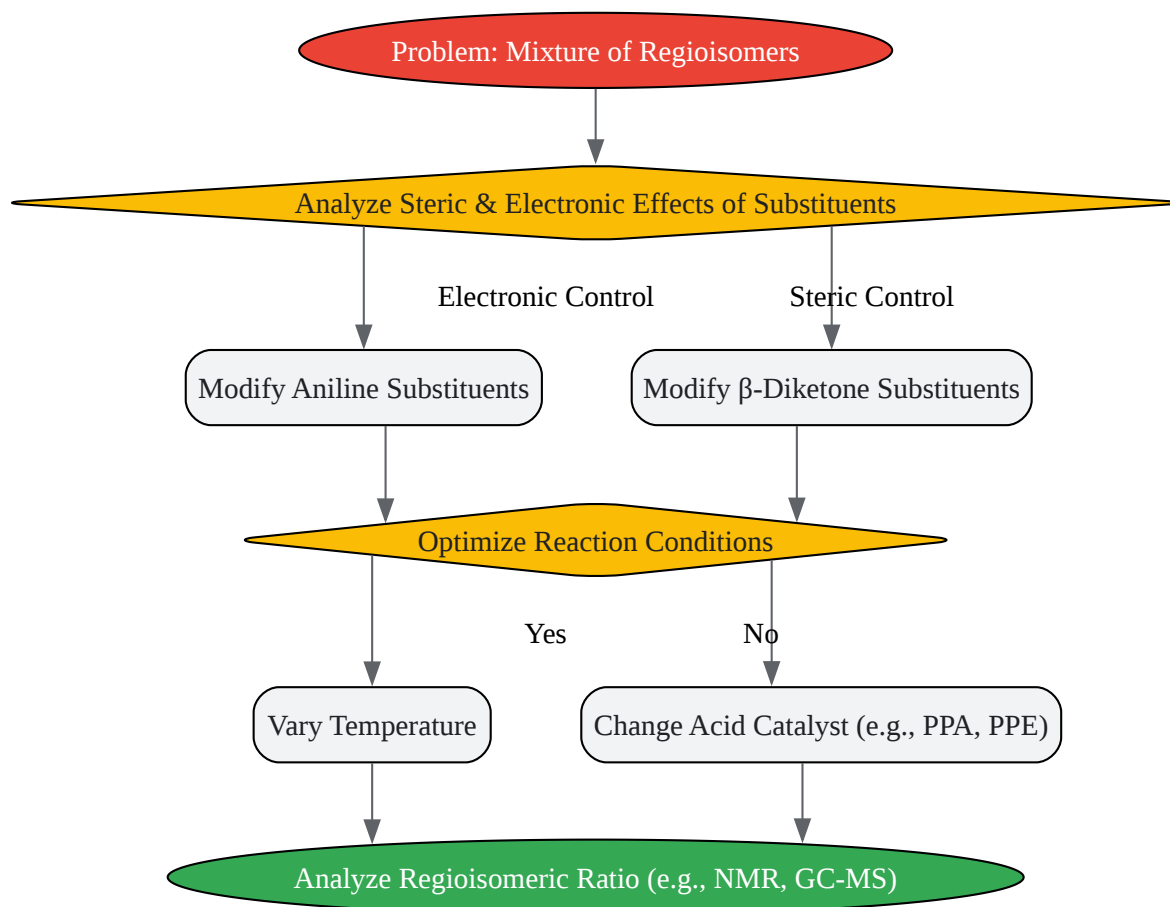 Problem: Mixture of Regioisomers
Analyze Steric & Electronic Effects of Substituents
Electronic Control
Steric Control
Modify Aniline Substituents
Modify β-Diketone Substituents
Optimize Reaction Conditions
Yes
No
Vary Temperature
Change Acid Catalyst (e.g., PPA, PPE)
Analyze Regioisomeric Ratio (e.g., NMR, GC-MS)